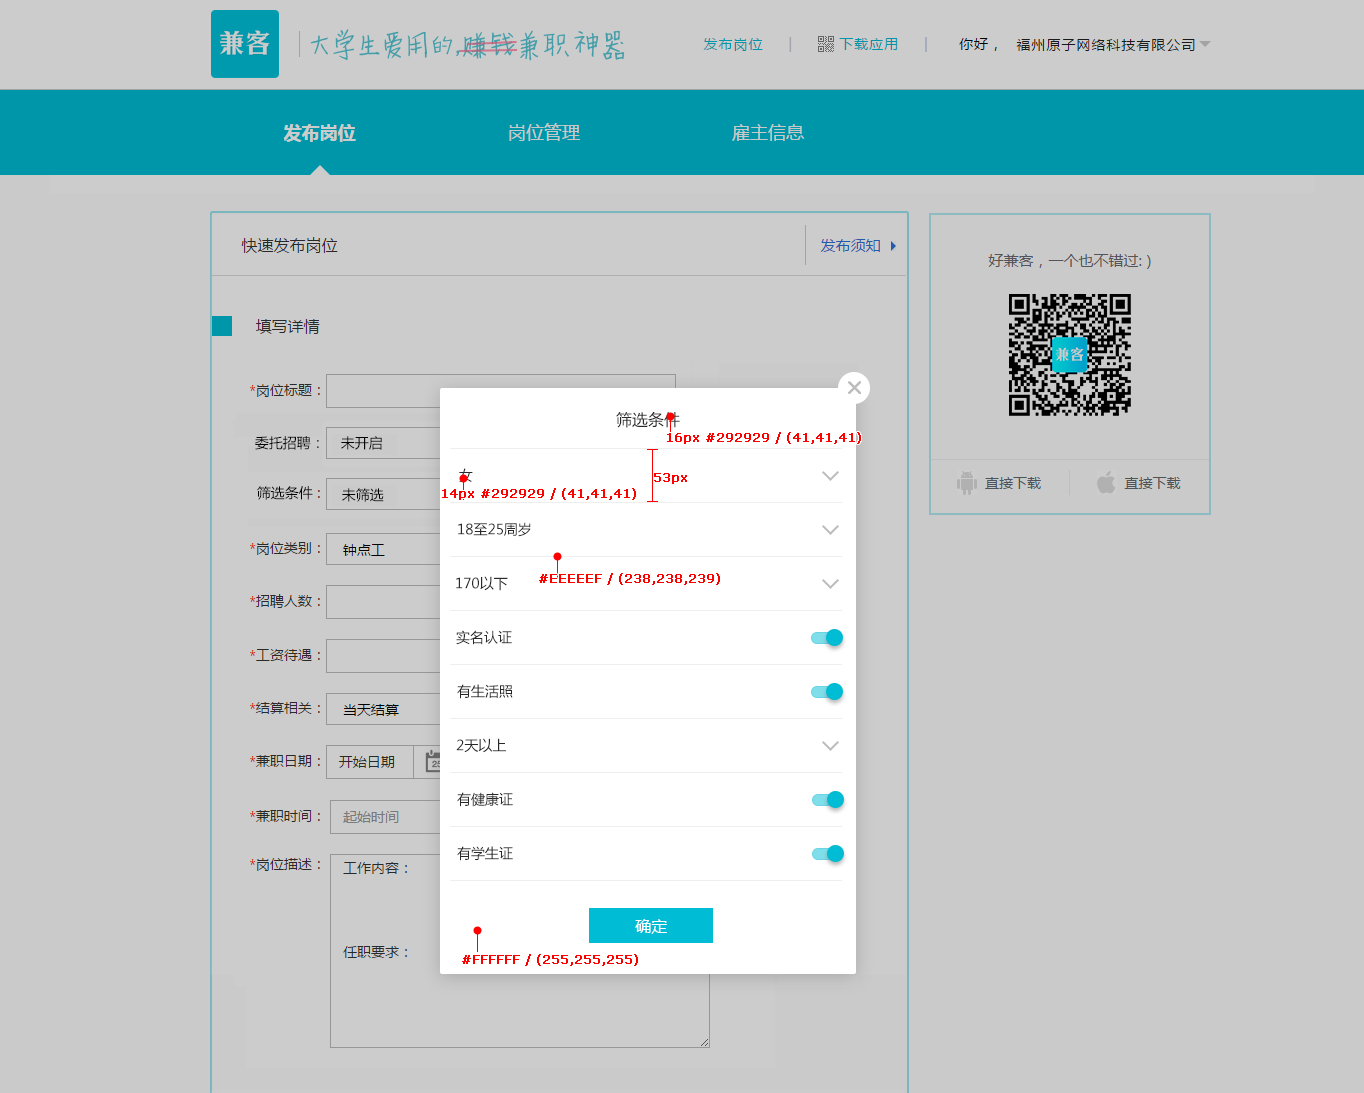 兼客
大学生爱用的.赚钱兼职神器
发布岗位
下载应用
你好，
福州原子网络科技有限公司
发布岗位
岗位管理
雇主信息
快速发布岗位
发布须知
好兼客，一个也不错过: )
兼客
直接下载
直接下载
填写详情
*岗位标题：
委托招聘：
未开启
筛选条件：
未筛选
*岗位类别：
钟点工
*招聘人数：
*工资待遇：
*结算相关：
当天结算
*兼职日期：
开始日期
25
*兼职时间：
起始时间
*岗位描述：
工作内容：
任职要求：
筛选条件
16px #292929 / (41,41,41)
女
53px
14px #292929 / (41,41,41)
18至25周岁
#EEEEEF / (238,238,239)
170以下
实名认证
有生活照
2天以上
有健康证
有学生证
确定
#FFFFFF / (255,255,255)